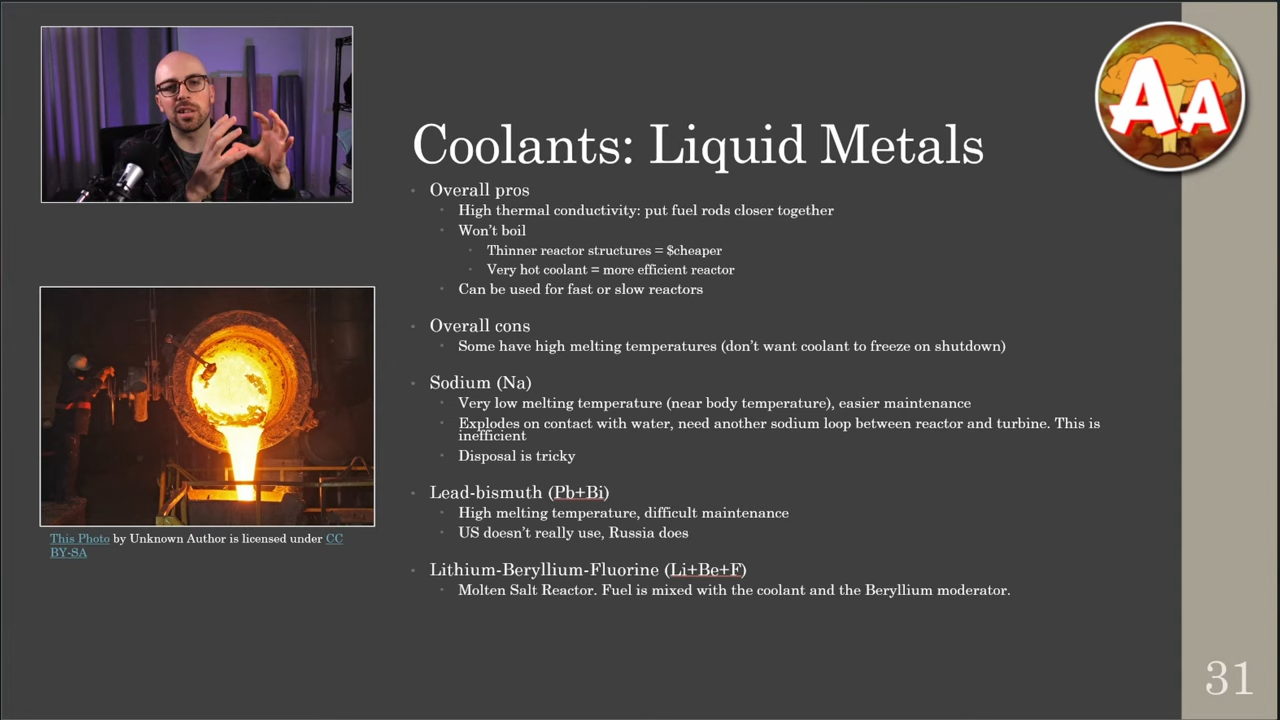 AA
Coolants: Liquid Metals
Overall pros
High thermal conductivity: put fuel rods closer together
Won't boil
Thinner reactor structures = $cheaper
Very hot coolant = more efficient reactor
Can be used for fast or slow reactors
Overall cons
Some have high melting temperatures (don't want coolant to freeze on shutdown)
Sodium (Na)
Very low melting temperature (near body temperature), easier maintenance
Explodes on contact with water, need another sodium loop between reactor and turbine. This is
inefficient
Disposal is tricky
Lead-bismuth (Pb+Bi)
High melting temperature, difficult maintenance
US doesn't really use, Russia does
Lithium-Beryllium-Fluorine (Li+Be+F)
Molten Salt Reactor. Fuel is mixed with the coolant and the Beryllium moderator.
This Photo by Unknown Author is licensed under CC
BY-SA
31